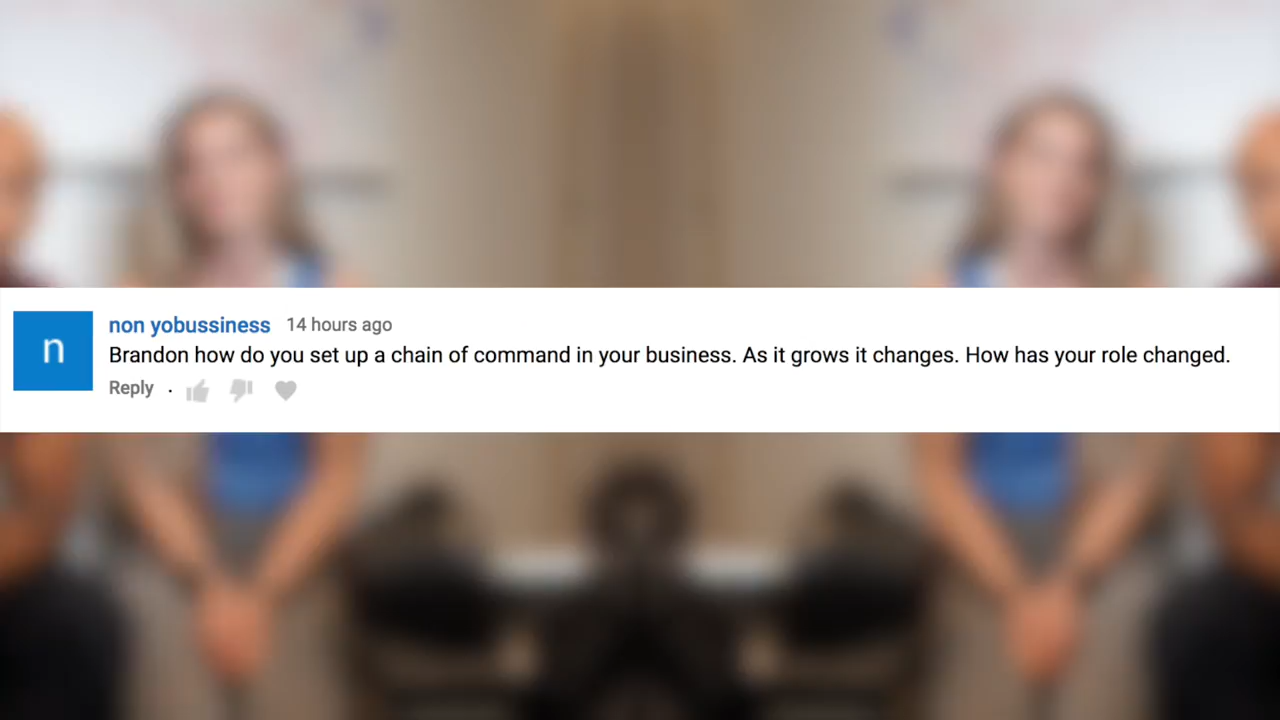 n
non yobussiness 14 hours ago
Brandon how do you set up a chain of command in your business. As it grows it changes. How has your role changed.
Reply .